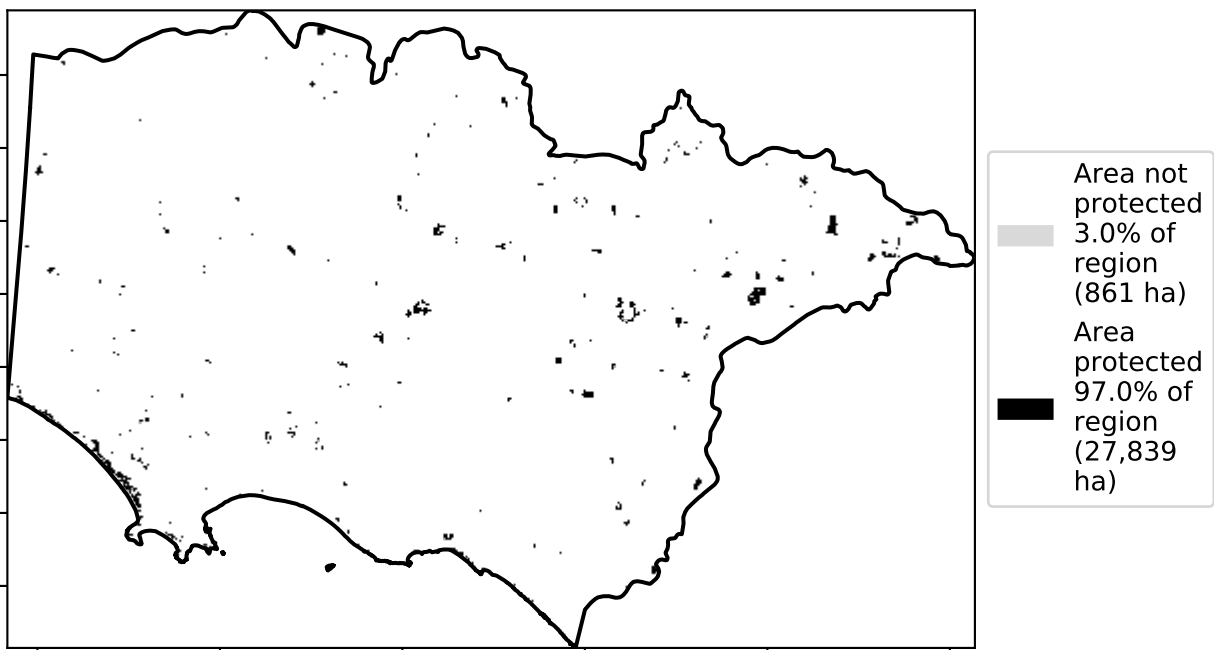 Area not
protected
3.0% of
region
(861 ha)
Area
protected
97.0% of
region
(27,839
ha)